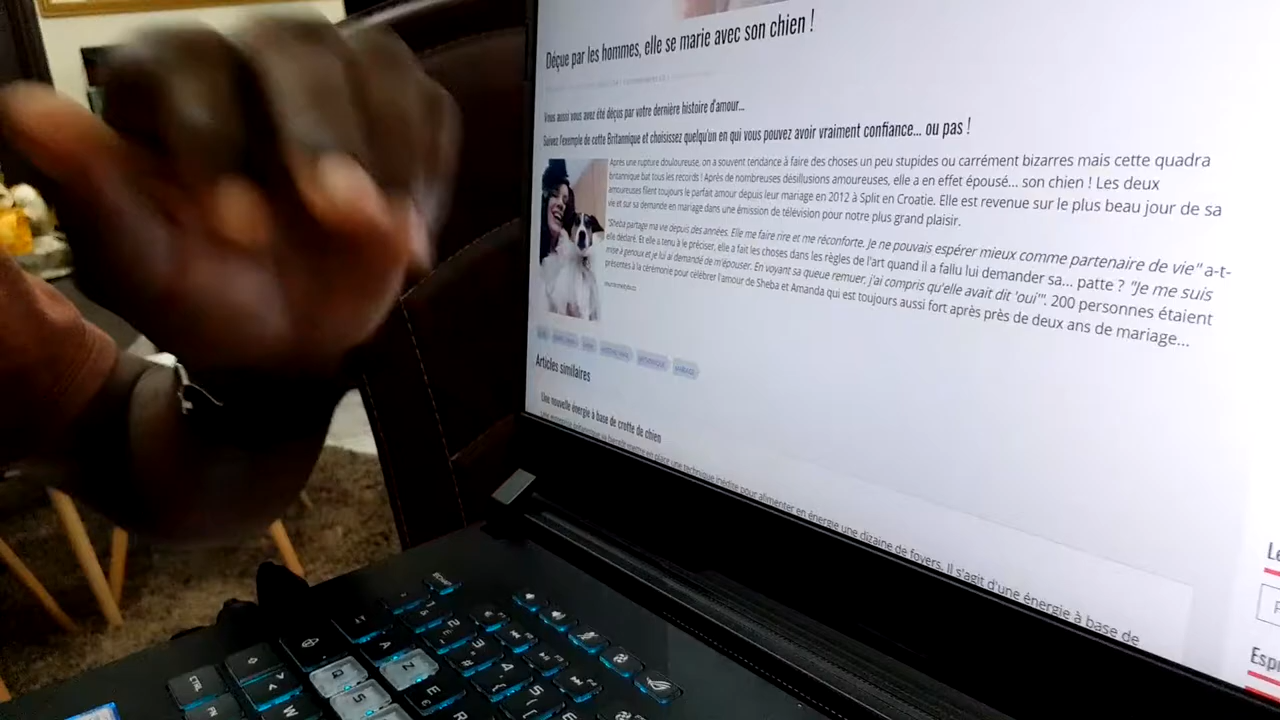 Déçue par les hommes, elle se marie avec son chien !
Vous aussi vous avez été déçus par votre dernière histoire d'amour...
Suivez l'exemple de cette Britannique et choisissez quelqu'un en qui vous pouvez avoir vraiment confiance... ou pas !
Après une rupture douloureuse, on a souvent tendance à faire des choses un peu stupides ou carrément bizarres mais cette quadra
britannique bat tous les records ! Après de nombreuses désillusions amoureuses, elle a en effet épousé... son chien ! Les deux
amoureuses filent toujours le parfait amour depuis leur mariage en 2012 à Split en Croatie. Elle est revenue sur le plus beau jour de sa
vie et sur sa demande en mariage dans une émission de télévision pour notre plus grand plaisir.
"Sheba partage ma vie depuis des années. Elle me faire rire et me réconforte. Je ne pouvais espérer mieux comme partenaire de vie" a-t-
elle déclaré. Et elle a tenu à le préciser, elle a fait les choses dans les règles de l'art quand il a fallu lui demander sa... patte ? "Je me suis
mise à genoux et je lui ai demandé de m'épouser. En voyant sa queue remuer, j'ai compris qu'elle avait dit 'oui'". 200 personnes étaient
présentes à la cérémonie pour célébrer l'amour de Sheba et Amanda qui est toujours aussi fort après près de deux ans de mariage...
Articles similaires
Une nouvelle énergie à base de crotte de chien
une technique inédite pour alimenter en énergie une dizaine de foyers. Il s'agit d'une énergie à base de
CTRL
FN
W
A
Z
E
R
Q
S
2
3
4
5
6